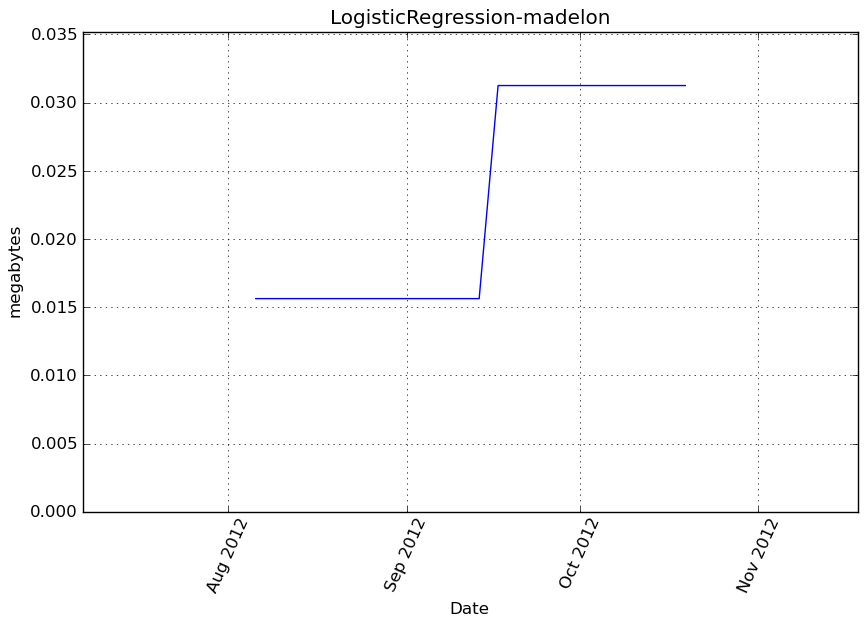 LogisticRegression-madelon
0.035
0.030
0.025
0.020
0.015
0.010
0.005
0.000
megabytes
Aug 2012
Sep 2012
Oct 2012
Nov 2012
Date